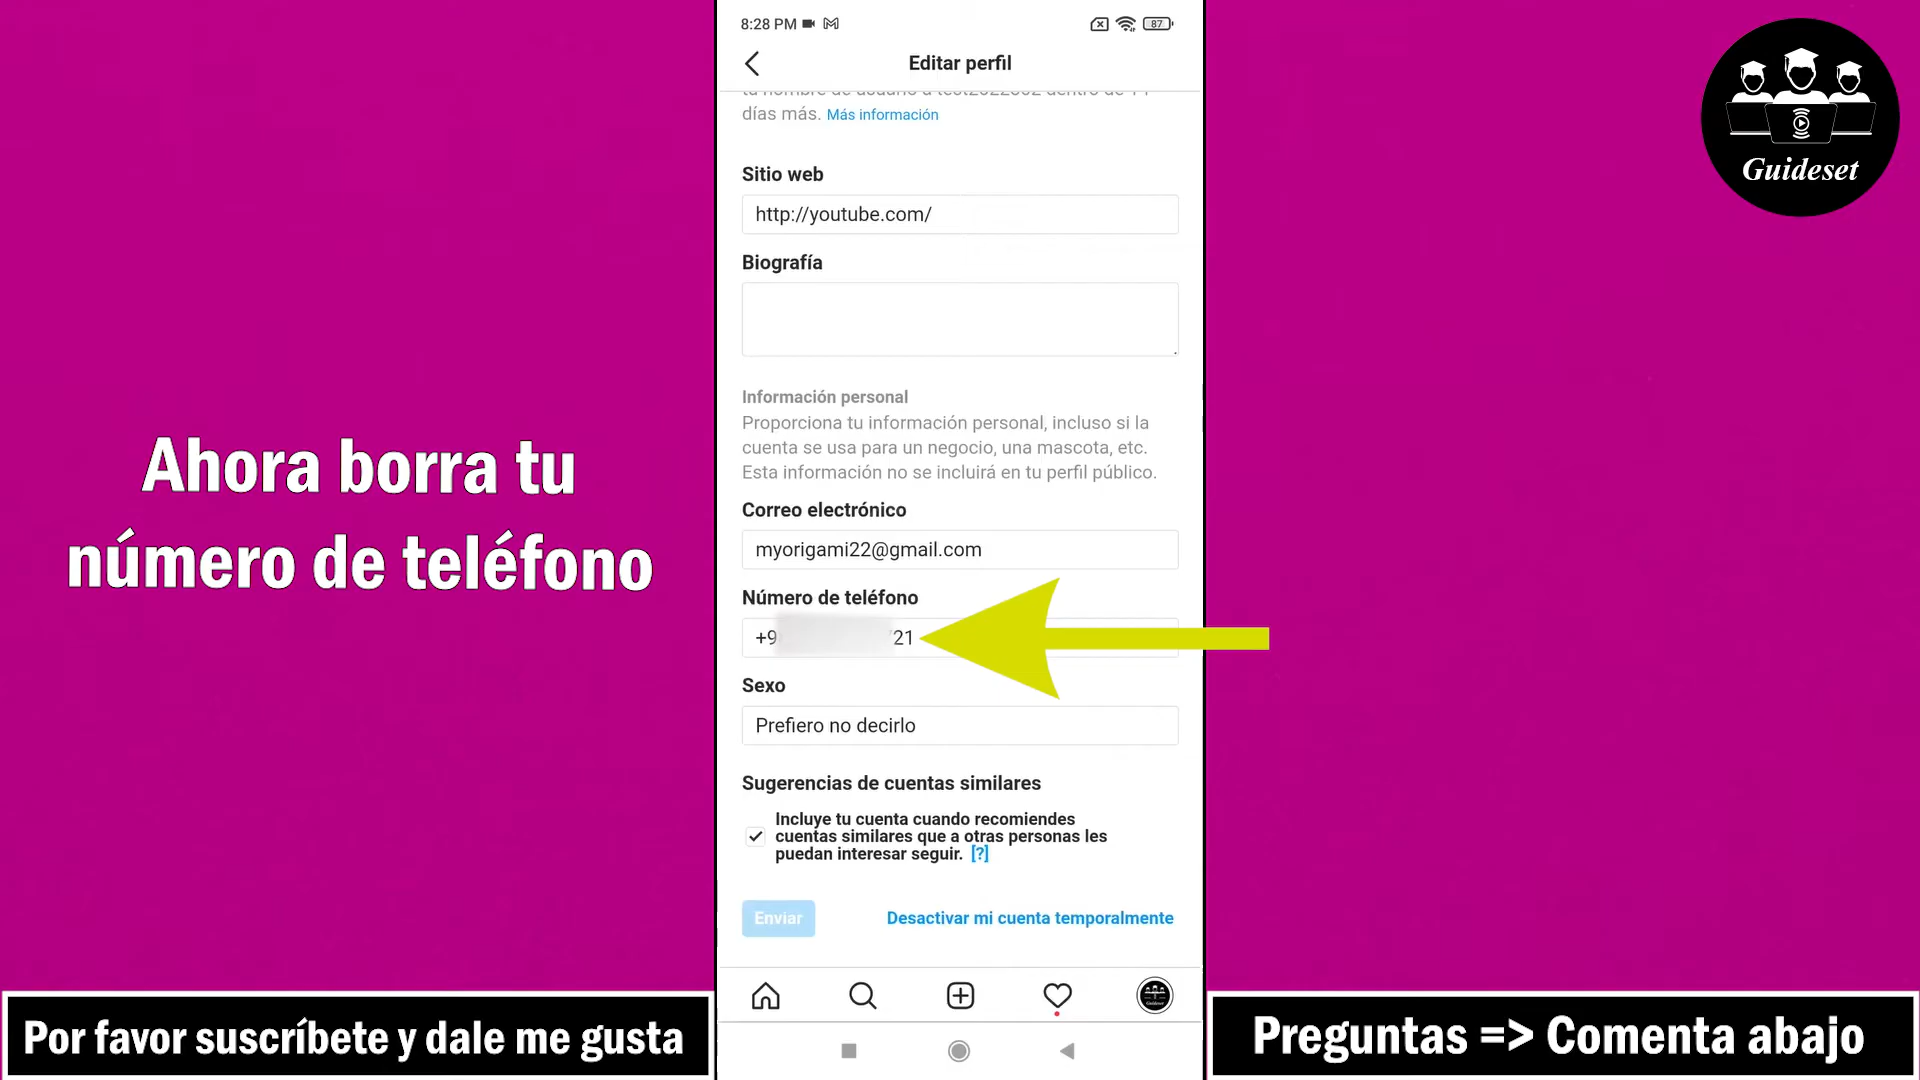 8:28 PM
87
Editar perfil
días más. Más información
Sitio web
http://youtube.com/
Biografía
Información personal
Proporciona tu información personal, incluso si la
cuenta se usa para un negocio, una mascota, etc.
Esta información no se incluirá en tu perfil público.
Correo electrónico
myorigami22@gmail.com
Número de teléfono
+9 21
Sexo
Prefiero no decirlo
Sugerencias de cuentas similares
Incluye tu cuenta cuando recomiendes
cuentas similares que a otras personas les
puedan interesar seguir. [?]
Enviar
Desactivar mi cuenta temporalmente
Ahora borra tu
número de teléfono
Guideset
Por favor suscríbete y dale me gusta
Preguntas => Comenta abajo